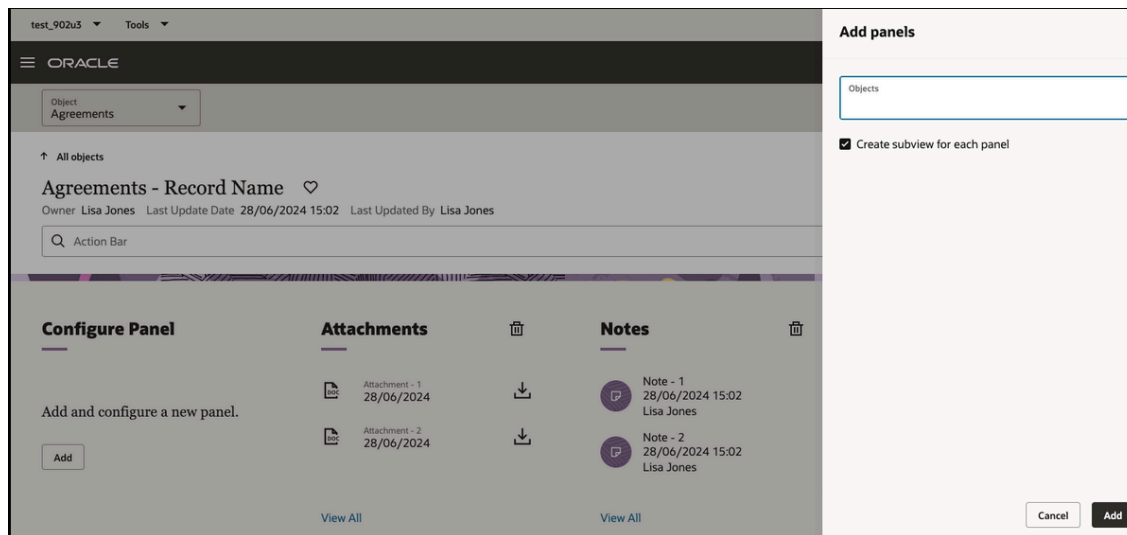 test_902u3 Tools
ORACLE
Object
Agreements
All objects
Agreements - Record Name
Owner Lisa Jones Last Update Date 28/06/2024 15:02 Last Updated By Lisa Jones
Action Bar
Configure Panel
Add and configure a new panel.
Add
Attachments
DOC
Attachment - 1
28/06/2024
DOC
Attachment - 2
28/06/2024
View All
Notes
Note - 1
28/06/2024 15:02
Lisa Jones
Note - 2
28/06/2024 15:02
Lisa Jones
View All
Add panels
Objects
Create subview for each panel
Cancel Add